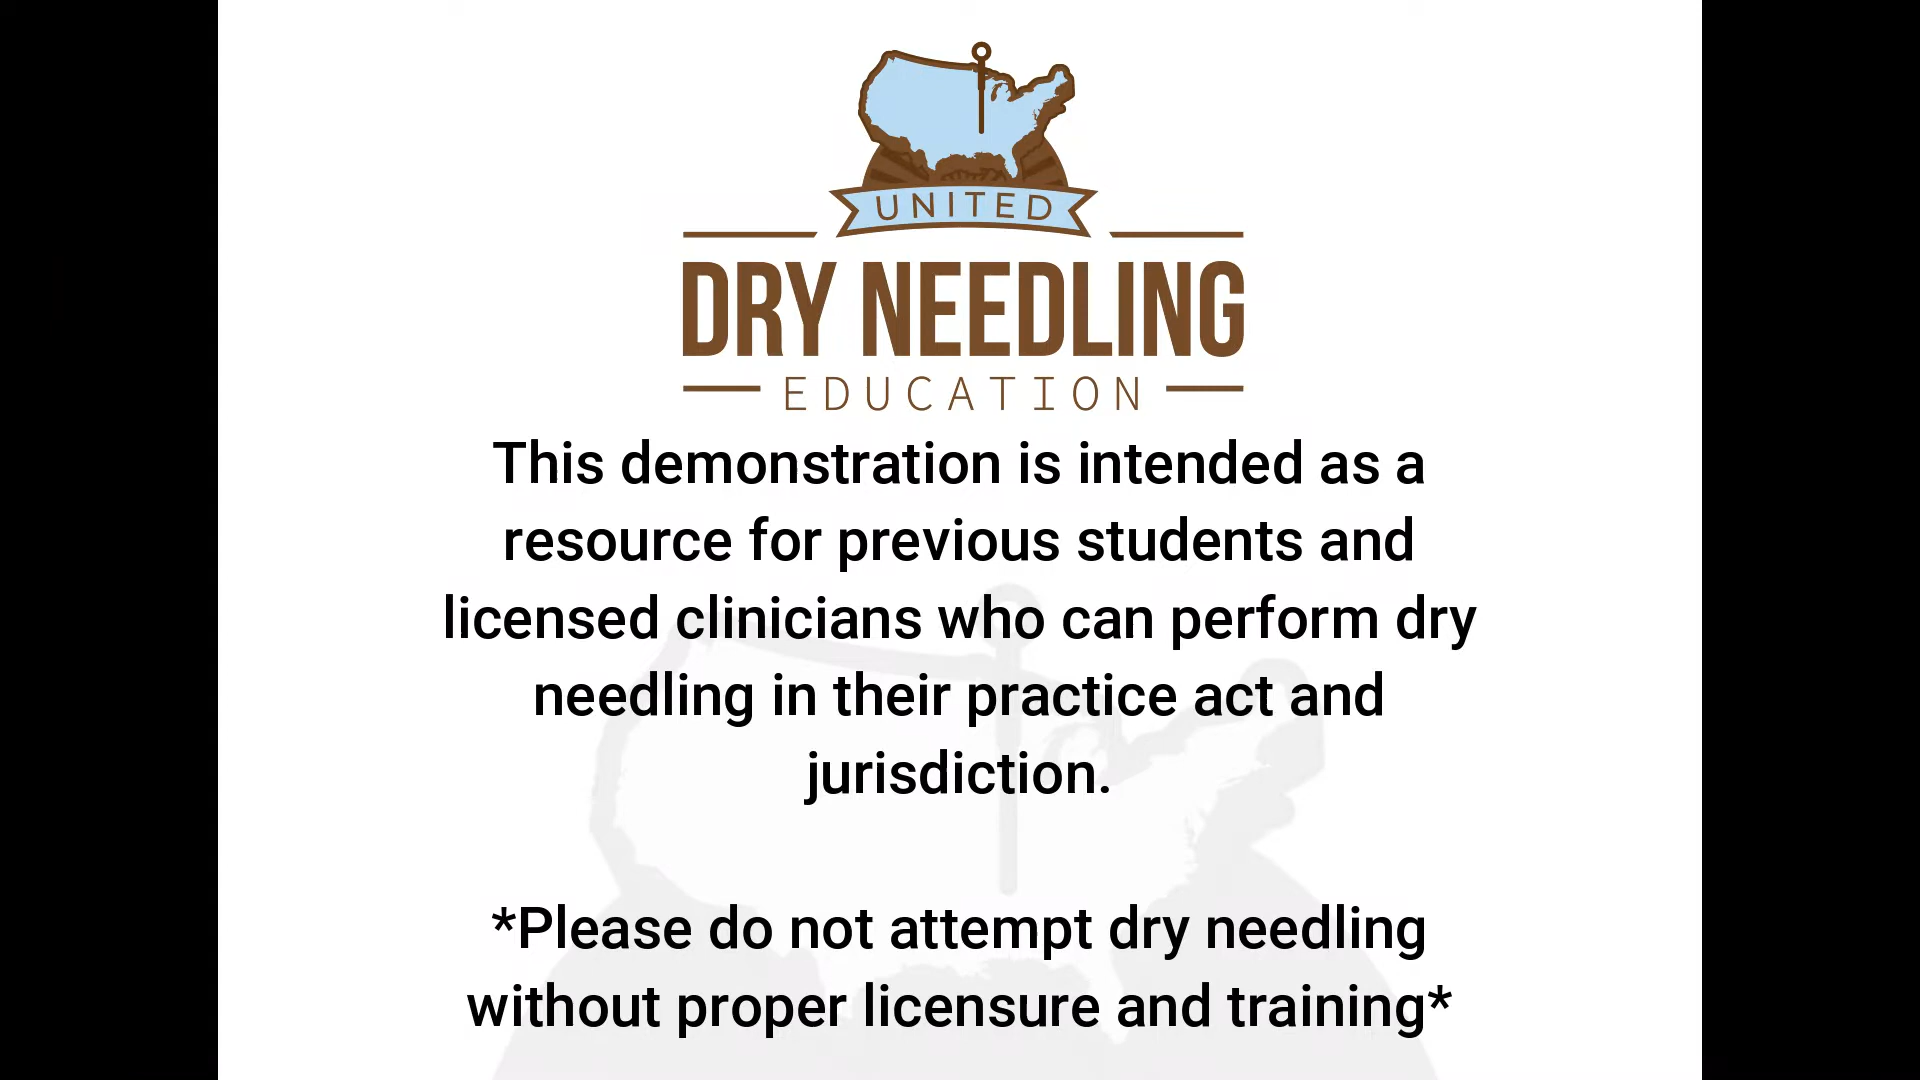 UNITED
DRY NEEDLING
EDUCATION
This demonstration is intended as a
resource for previous students and
licensed clinicians who can perform dry
needling in their practice act and
jurisdiction.
*Please do not attempt dry needling
without proper licensure and training*